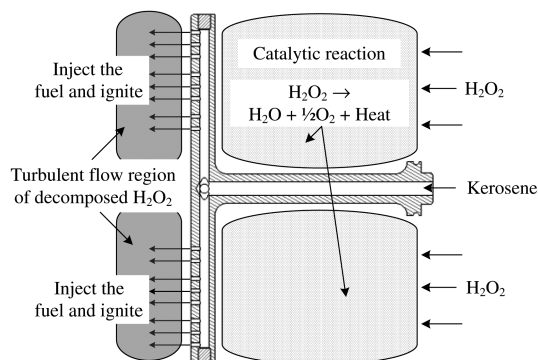 Catalytic reaction
H₂O₂ →
H₂O + ½O₂ + Heat
Inject the
fuel and ignite
H₂O₂
Turbulent flow region
of decomposed H₂O₂
Kerosene
Inject the
fuel and ignite
H₂O₂